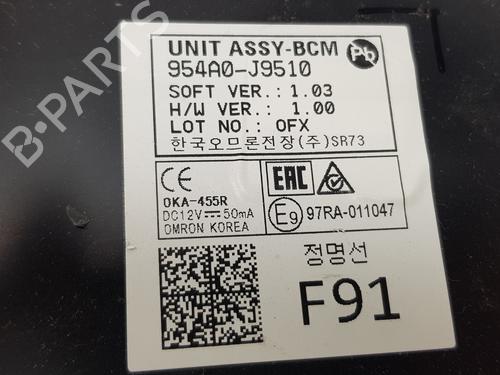 UNIT ASSY-BCM
954A0-J9510
SOFT VER.: 1.03
H/W VER.: 1.00
LOT NO.: OFX
한국오므론전장(주)SR73
Pb
CE
OKA-455R
DC12V⎓50mA
OMRON KOREA
EAC
E9 97RA-011047
정명선
F91
B-PARTS